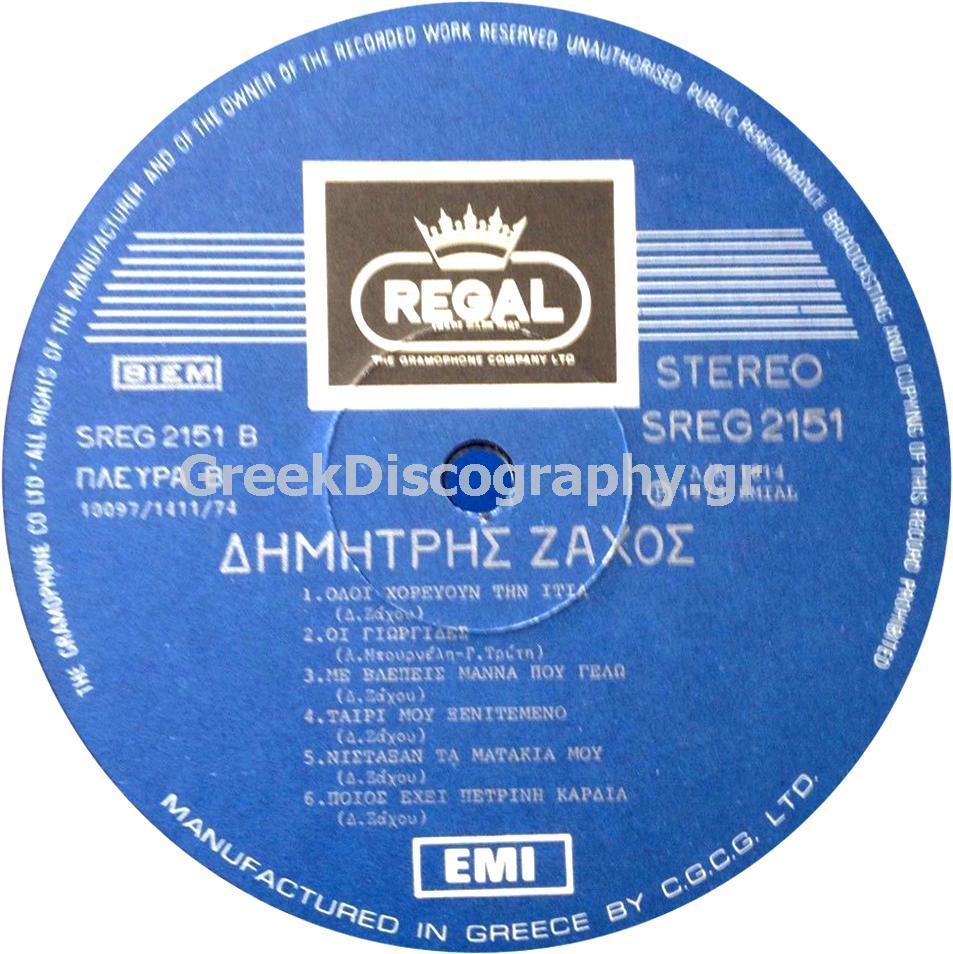 THE GRAMOPHONE CO LTD · ALL RIGHTS OF THE MANUFACTURER AND OF THE OWNER OF THE RECORDED WORK RESERVED UNAUTHORISED PUBLIC PERFORMANCE BROADCASTING AND COPYING OF THIS RECORD PROHIBITED
REGAL
THE GRAMOPHONE COMPANY LTD
BIEM
STEREO
SREG 2151 B
SREG 2151
ΠΛΕΥΡΑ Β
GreekDiscography.gr
10097/1411/74
ΔΗΜΗΤΡΗΣ ΖΑΧΟΣ
1.ΟΛΟΙ ΧΟΡΕΥΟΥΝ ΤΗΝ ΙΤΙΑ
(Δ.Ζάχου)
2.ΟΙ ΓΙΩΡΓΙΔΕΣ
(Α.Μπουρνέλη-Γ.Τρύτη)
3.ΜΕ ΒΛΕΠΕΙΣ ΜΑΝΝΑ ΠΟΥ ΓΕΛΩ
(Δ.Ζάχου)
4.ΤΑΙΡΙ ΜΟΥ ΞΕΝΙΤΕΜΕΝΟ
(Δ.Ζάχου)
5.ΝΙΣΤΑΞΑΝ ΤΑ ΜΑΤΑΚΙΑ ΜΟΥ
(Δ.Ζάχου)
6.ΠΟΙΟΣ ΕΧΕΙ ΠΕΤΡΙΝΗ ΚΑΡΔΙΑ
(Δ.Ζάχου)
EMI
MANUFACTURED IN GREECE BY C.G.C.G. LTD.